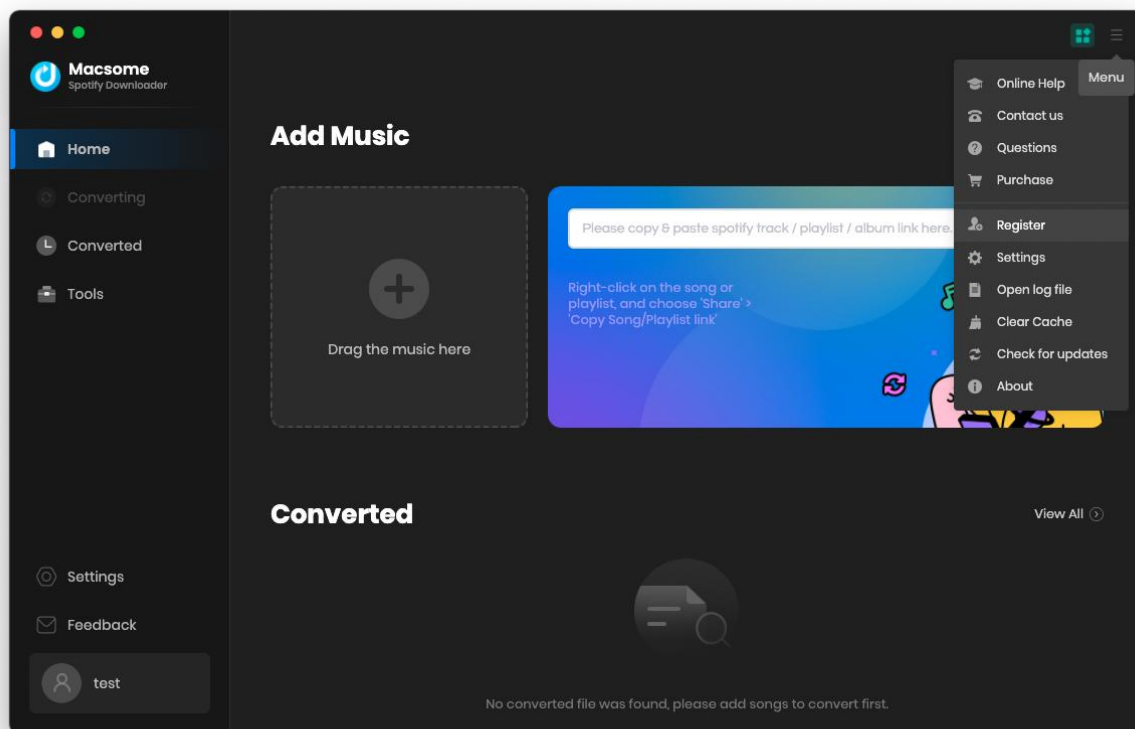 Macsome
Spotify Downloader
Home
Converting
Converted
Tools
Settings
Feedback
test
Add Music
Drag the music here
Please copy & paste spotify track / playlist / album link here.
Right-click on the song or
playlist, and choose 'Share' >
'Copy Song/Playlist link'
Menu
Online Help
Contact us
Questions
Purchase
Register
Settings
Open log file
Clear Cache
Check for updates
About
Converted
View All
No converted file was found, please add songs to convert first.